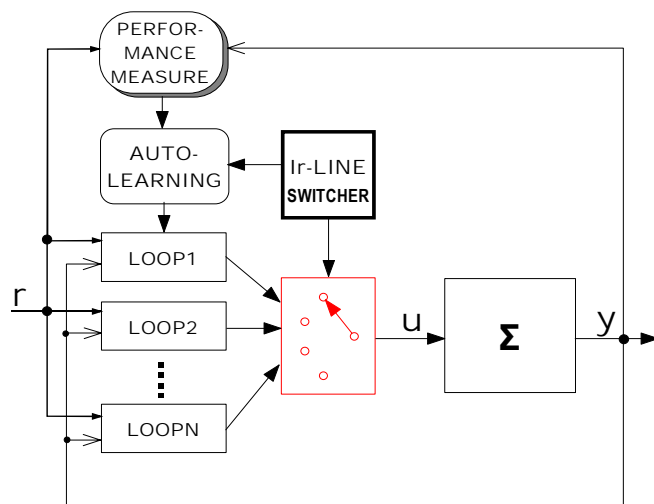 PERFOR-
MANCE
MEASURE
AUTO-
LEARNING
Ir-LINE
SWITCHER
LOOP1
r
LOOP2
u
Σ
y
LOOPN